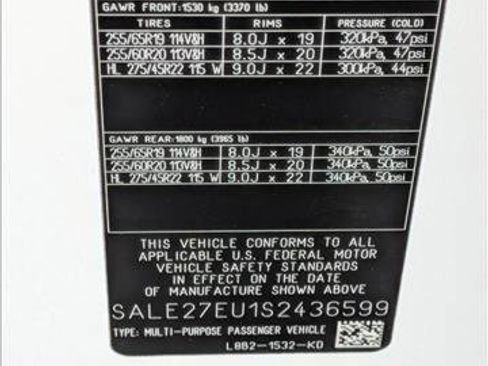 GAWR FRONT:1530 kg (3370 lb)
TIRES RIMS PRESSURE (COLD)
255/65R19 114V&H 8.0J x 19 320kPa, 47psi
255/60R20 113V&H 8.5J x 20 320kPa, 47psi
HL 275/45R22 115 W 9.0J x 22 300kPa, 44psi
GAWR REAR:1800 kg (3965 lb)
255/65R19 114V&H 8.0J x 19 340kPa, 50psi
255/60R20 113V&H 8.5J x 20 340kPa, 50psi
HL 275/45R22 115 W 9.0J x 22 340kPa, 50psi
THIS VEHICLE CONFORMS TO ALL
APPLICABLE U.S. FEDERAL MOTOR
VEHICLE SAFETY STANDARDS
IN EFFECT ON THE DATE
OF MANUFACTURE SHOWN ABOVE
SALE27EU1S2436599
TYPE: MULTI-PURPOSE PASSENGER VEHICLE
L8B2-1532-KD